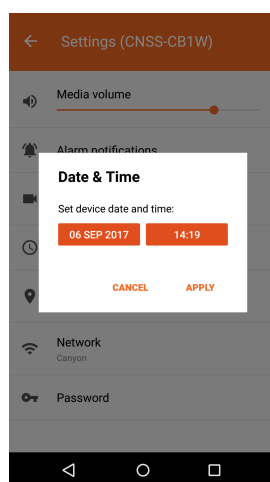 Settings (CNSS-CB1W)
Media volume
Alarm notifications
Date & Time
Set device date and time:
06 SEP 2017 14:19
CANCEL APPLY
Network
Canyon
Password